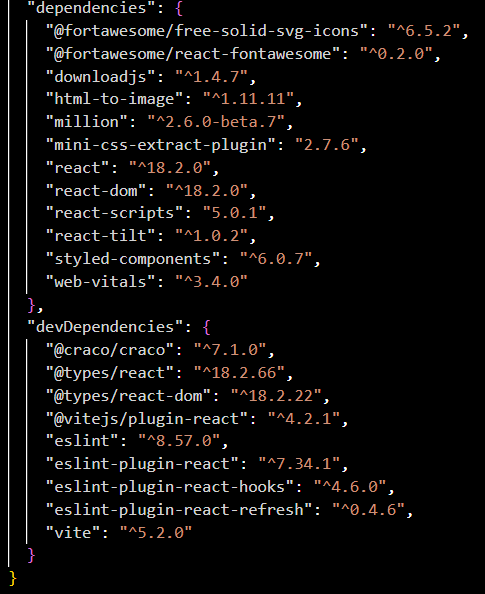 "dependencies": {
"@fortawesome/free-solid-svg-icons": "^6.5.2",
"@fortawesome/react-fontawesome": "^0.2.0",
"downloadjs": "^1.4.7",
"html-to-image": "^1.11.11",
"million": "^2.6.0-beta.7",
"mini-css-extract-plugin": "2.7.6",
"react": "^18.2.0",
"react-dom": "^18.2.0",
"react-scripts": "5.0.1",
"react-tilt": "^1.0.2",
"styled-components": "^6.0.7",
"web-vitals": "^3.4.0"
},
"devDependencies": {
"@craco/craco": "^7.1.0",
"@types/react": "^18.2.66",
"@types/react-dom": "^18.2.22",
"@vitejs/plugin-react": "^4.2.1",
"eslint": "^8.57.0",
"eslint-plugin-react": "^7.34.1",
"eslint-plugin-react-hooks": "^4.6.0",
"eslint-plugin-react-refresh": "^0.4.6",
"vite": "^5.2.0"
}
}